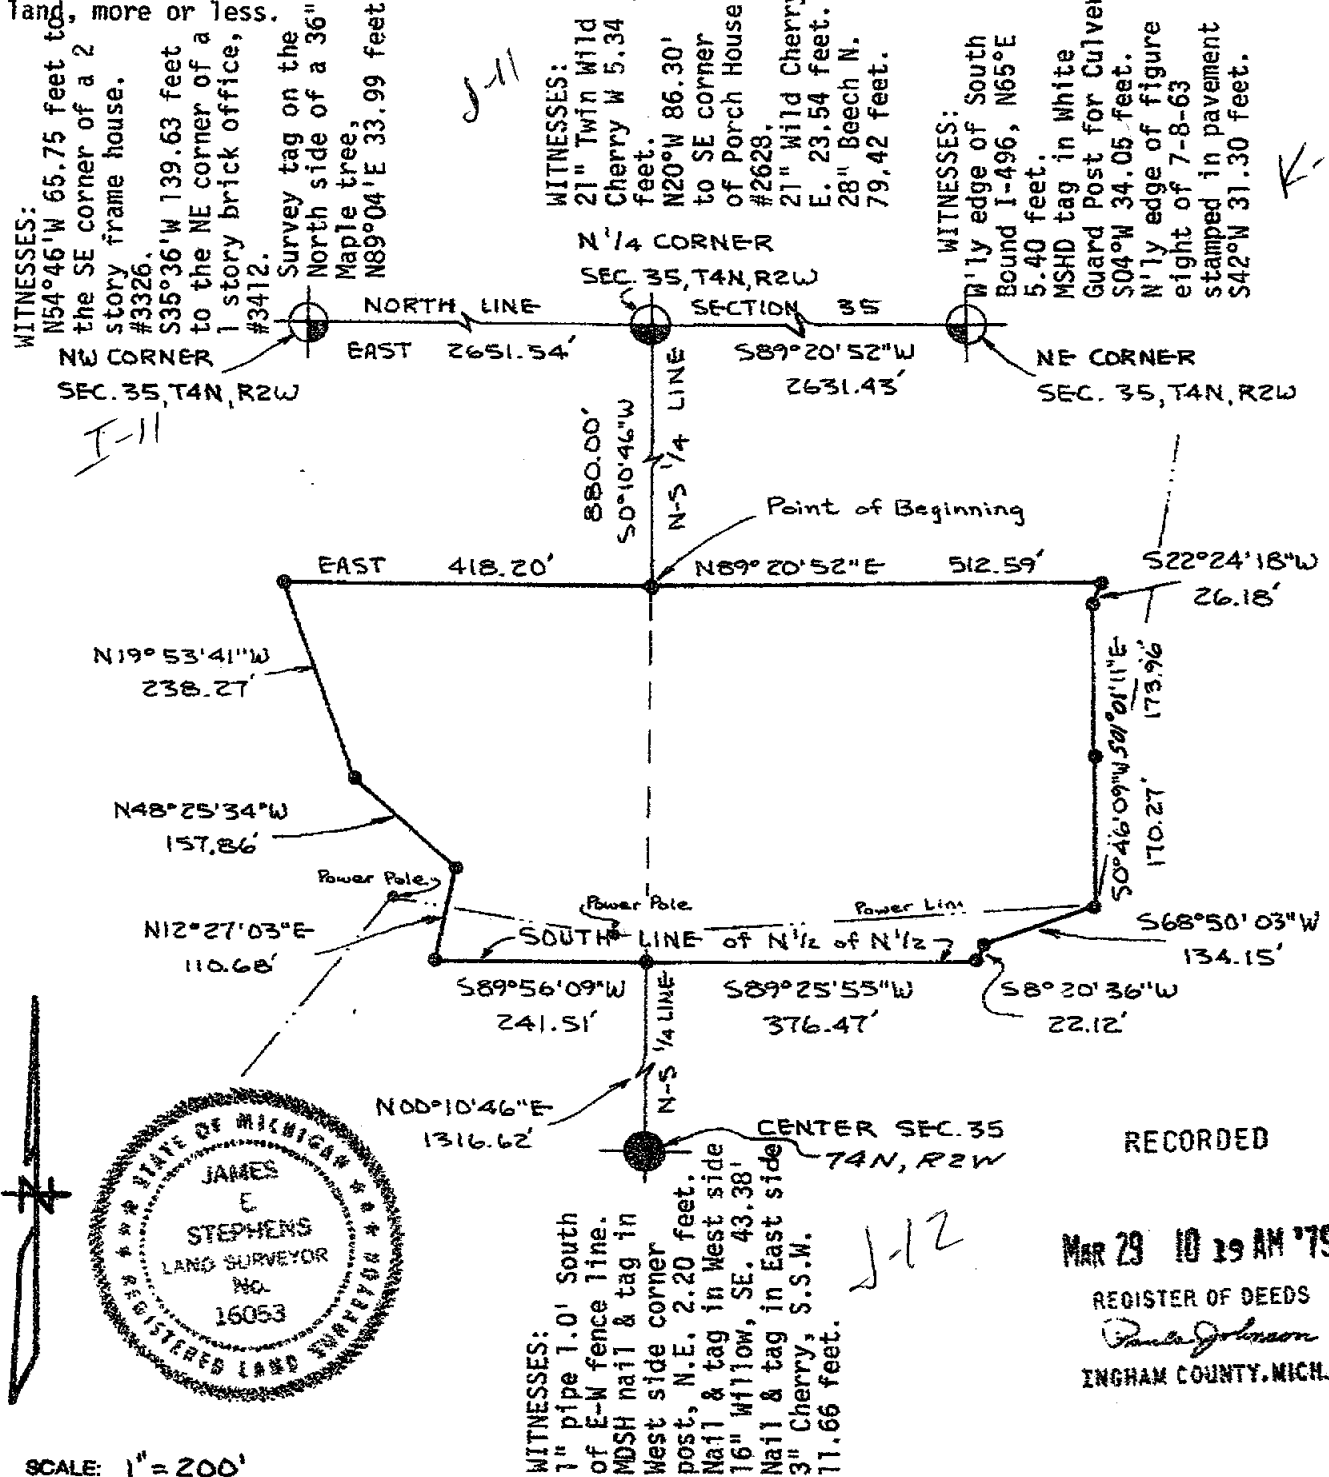 land, more or less.
WITNESSES:
N54°46'W 65.75 feet to
the SE corner of a 2
story frame house.
#3326.
S35°36'W 139.63 feet
to the NE corner of a
1 story brick office,
#3412.
Survey tag on the
North side of a 36"
Maple tree,
N89°04'E 33.99 feet
J-11
WITNESSES:
21" Twin Wild
Cherry W 5.34
feet.
N20°W 86.30'
to SE corner
of Porch House
#2628.
21" Wild Cherry
E. 23.54 feet.
28" Beech N.
79.42 feet.
WITNESSES:
W'ly edge of South
Bound I-496, N65°E
5.40 feet.
MSHD tag in White
Guard Post for Culver
S04°W 34.05 feet.
N'ly edge of figure
eight of 7-8-63
stamped in pavement
S42°W 31.30 feet.
K-
N 1/4 CORNER
SEC. 35, T4N, R2W
NORTH LINE SECTION 35
EAST 2651.54'
S89°20'52"W
2631.43'
NW CORNER
SEC. 35, T4N, R2W
NE CORNER
SEC. 35, T4N, R2W
I-11
880.00'
S0°10'46"W
N-S 1/4 LINE
Point of Beginning
EAST 418.20'
N89°20'52"E 512.59'
S22°24'18"W
26.18'
N19°53'41"W
238.27'
S01°01'11"E
173.96'
N48°25'34"W
157.86'
S0°46'09"W
170.27'
Power Pole
Power Pole
Power Line
N12°27'03"E
110.68'
SOUTH LINE of N 1/2 of N 1/2
S68°50'03"W
134.15'
S89°56'09"W
241.51'
S89°25'55"W
376.47'
S8°20'36"W
22.12'
N-S 1/4 LINE
N00°10'46"E
1316.62'
CENTER SEC. 35
T4N, R2W
STATE OF MICHIGAN
JAMES
E
STEPHENS
LAND SURVEYOR
No.
16053
REGISTERED LAND SURVEYOR
N
WITNESSES:
1" pipe 1.0' South
of E-W fence line.
MDSH nail & tag in
West side corner
post, N.E. 2.20 feet.
Nail & tag in West side
16" Willow, SE. 43.38'
Nail & tag in East side
3" Cherry, S.S.W.
11.66 feet.
J-12
RECORDED
MAR 29 10 19 AM '79
REGISTER OF DEEDS
Paula Johnson
INGHAM COUNTY, MICH.
SCALE: 1" = 200'